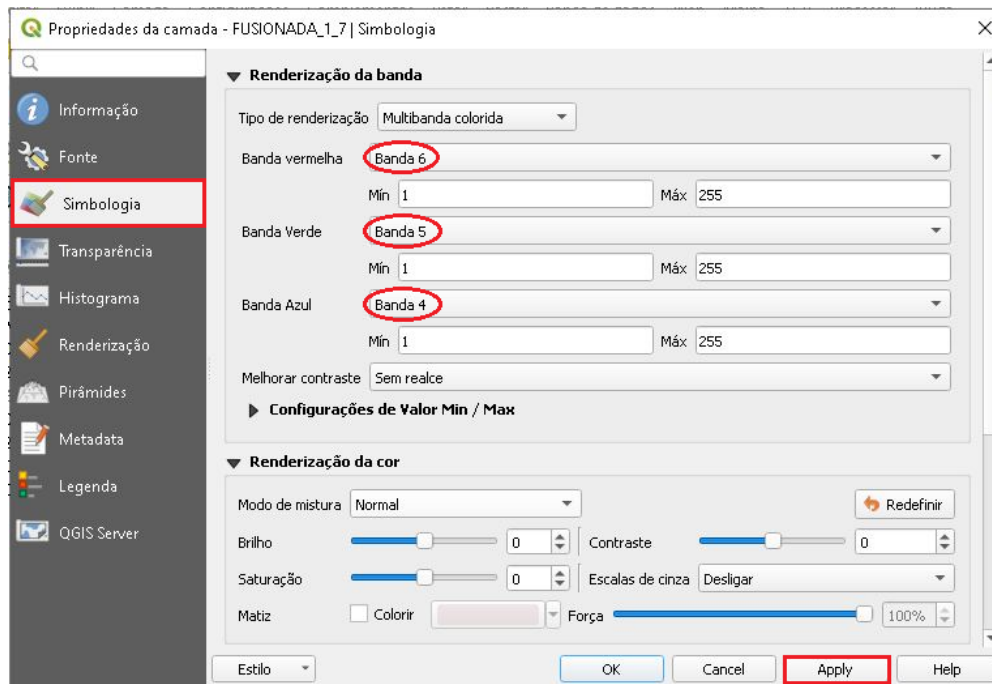 Propriedades da camada - FUSIONADA_1_7 | Simbologia
Informação
Fonte
Simbologia
Transparência
Histograma
Renderização
Pirâmides
Metadata
Legenda
QGIS Server
Renderização da banda
Tipo de renderização Multibanda colorida
Banda vermelha Banda 6
Mín 1 Máx 255
Banda Verde Banda 5
Mín 1 Máx 255
Banda Azul Banda 4
Mín 1 Máx 255
Melhorar contraste Sem realce
Configurações de Valor Min / Max
Renderização da cor
Modo de mistura Normal Redefinir
Brilho 0 Contraste 0
Saturação 0 Escalas de cinza Desligar
Matiz Colorir Força 100%
Estilo OK Cancel Apply Help